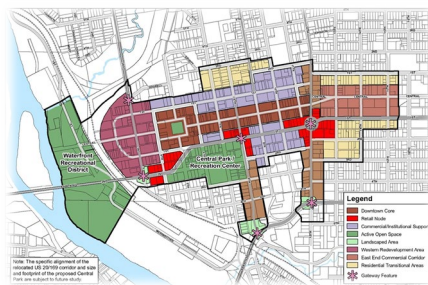 Waterfront
Recreational
District
Central Park /
Recreation Center
Legend
Downtown Core
Retail Node
Commercial/Institutional Support
Active Open Space
Landscaped Area
Western Redevelopment Area
East End Commercial Corridor
Residential Transitional Areas
Gateway Feature
Note: The specific alignment of the
relocated US 20/169 corridor and size
and footprint of the proposed Central
Park are subject to future study.